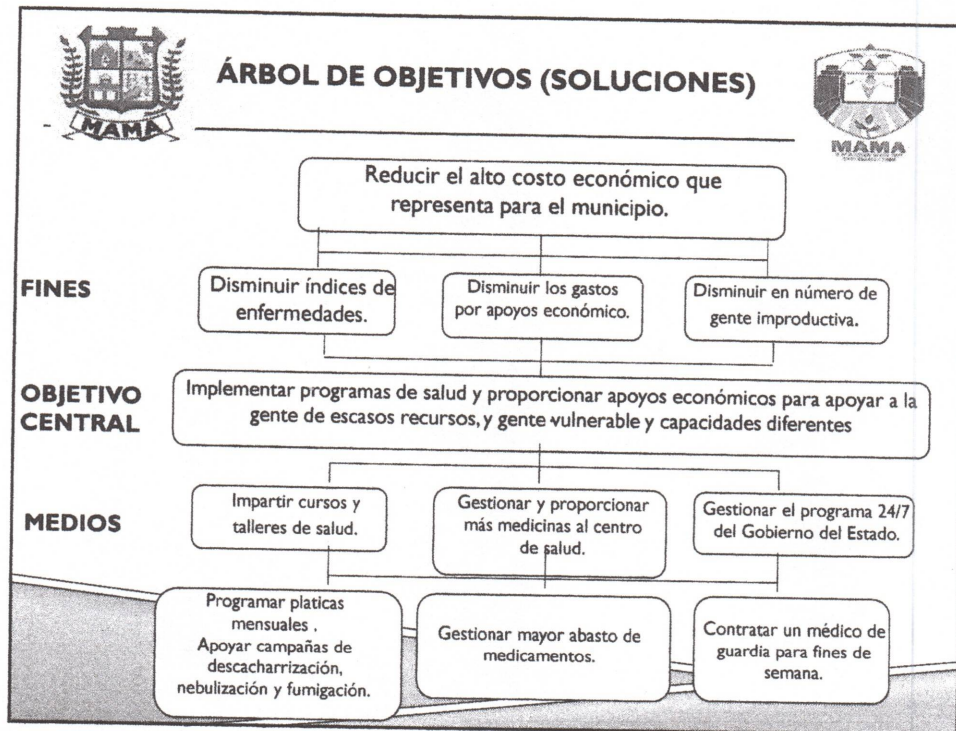 ÁRBOL DE OBJETIVOS (SOLUCIONES)
MAMA
MAMA
Reducir el alto costo económico que
representa para el municipio.
FINES
Disminuir índices de
enfermedades.
Disminuir los gastos
por apoyos económico.
Disminuir en número de
gente improductiva.
OBJETIVO
CENTRAL
Implementar programas de salud y proporcionar apoyos económicos para apoyar a la
gente de escasos recursos, y gente vulnerable y capacidades diferentes
MEDIOS
Impartir cursos y
talleres de salud.
Gestionar y proporcionar
más medicinas al centro
de salud.
Gestionar el programa 24/7
del Gobierno del Estado.
Programar platicas
mensuales .
Apoyar campañas de
descacharrización,
nebulización y fumigación.
Gestionar mayor abasto de
medicamentos.
Contratar un médico de
guardia para fines de
semana.